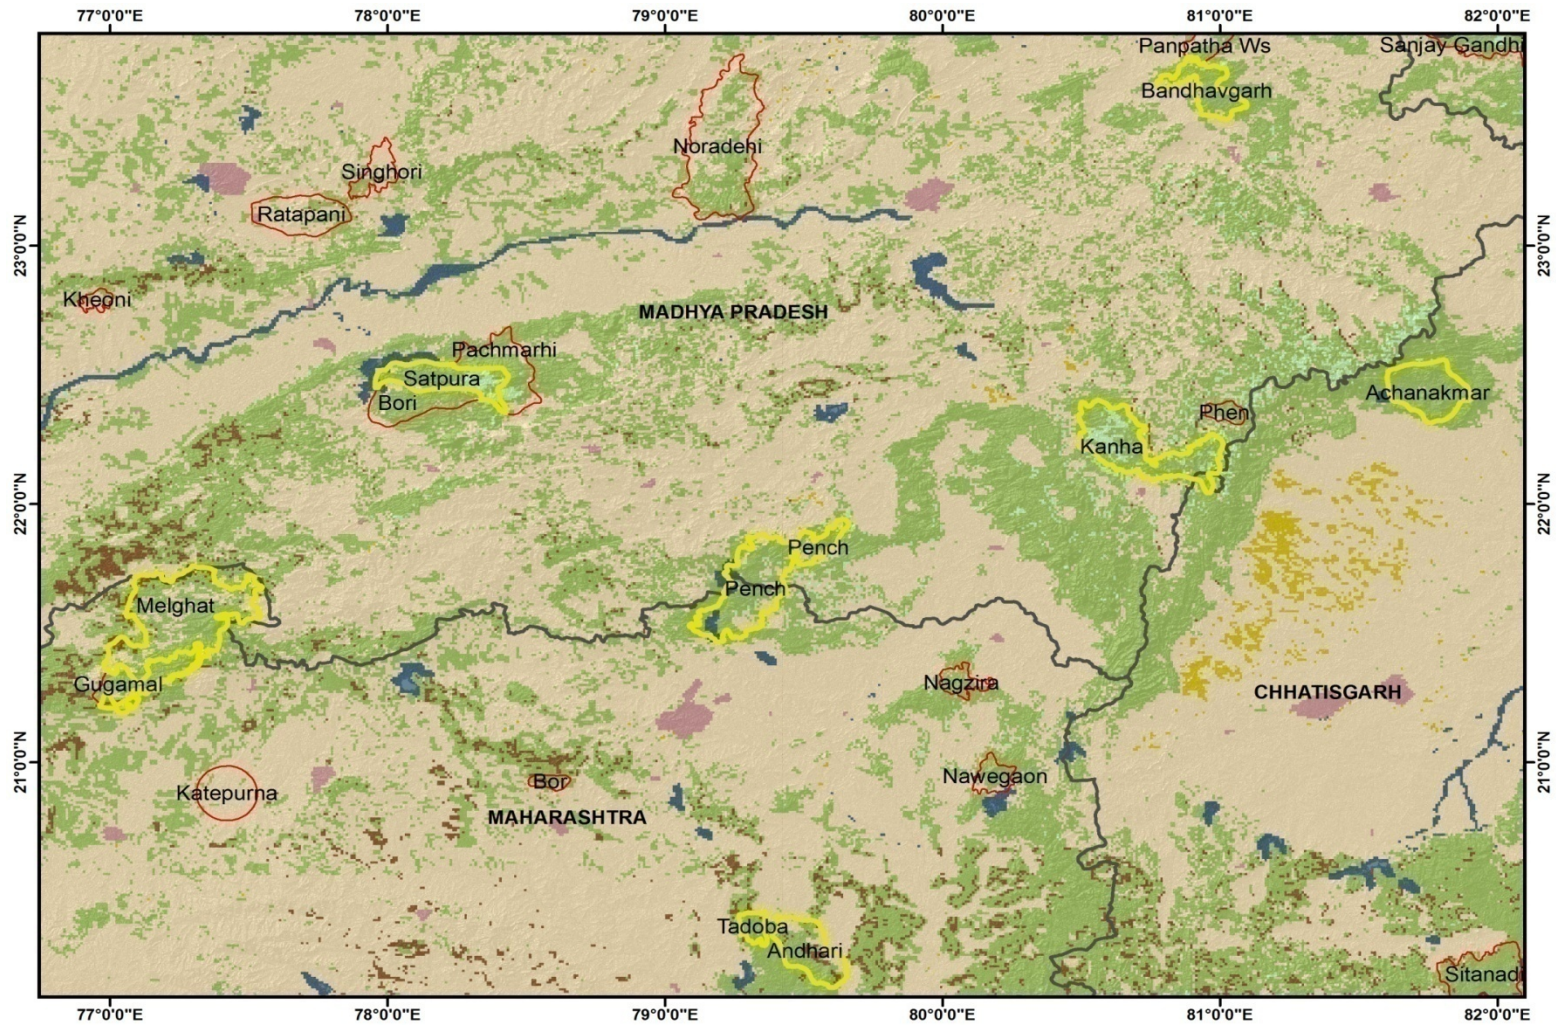 77°0'0"E 78°0'0"E 79°0'0"E 80°0'0"E 81°0'0"E 82°0'0"E
Panpatha Ws Sanjay Gandhi
Bandhavgarh
Noradehi
Singhori
Ratapani
23°0'0"N 23°0'0"N
Kheoni
MADHYA PRADESH
Pachmarhi
Satpura
Achanakmar
Bori
Phen
Kanha
22°0'0"N 22°0'0"N
Pench
Pench
Melghat
Gugamal
Nagzira
CHHATISGARH
21°0'0"N 21°0'0"N
Nawegaon
Bor
Katepurna
MAHARASHTRA
Tadoba
Andhari
Sitanadi
77°0'0"E 78°0'0"E 79°0'0"E 80°0'0"E 81°0'0"E 82°0'0"E